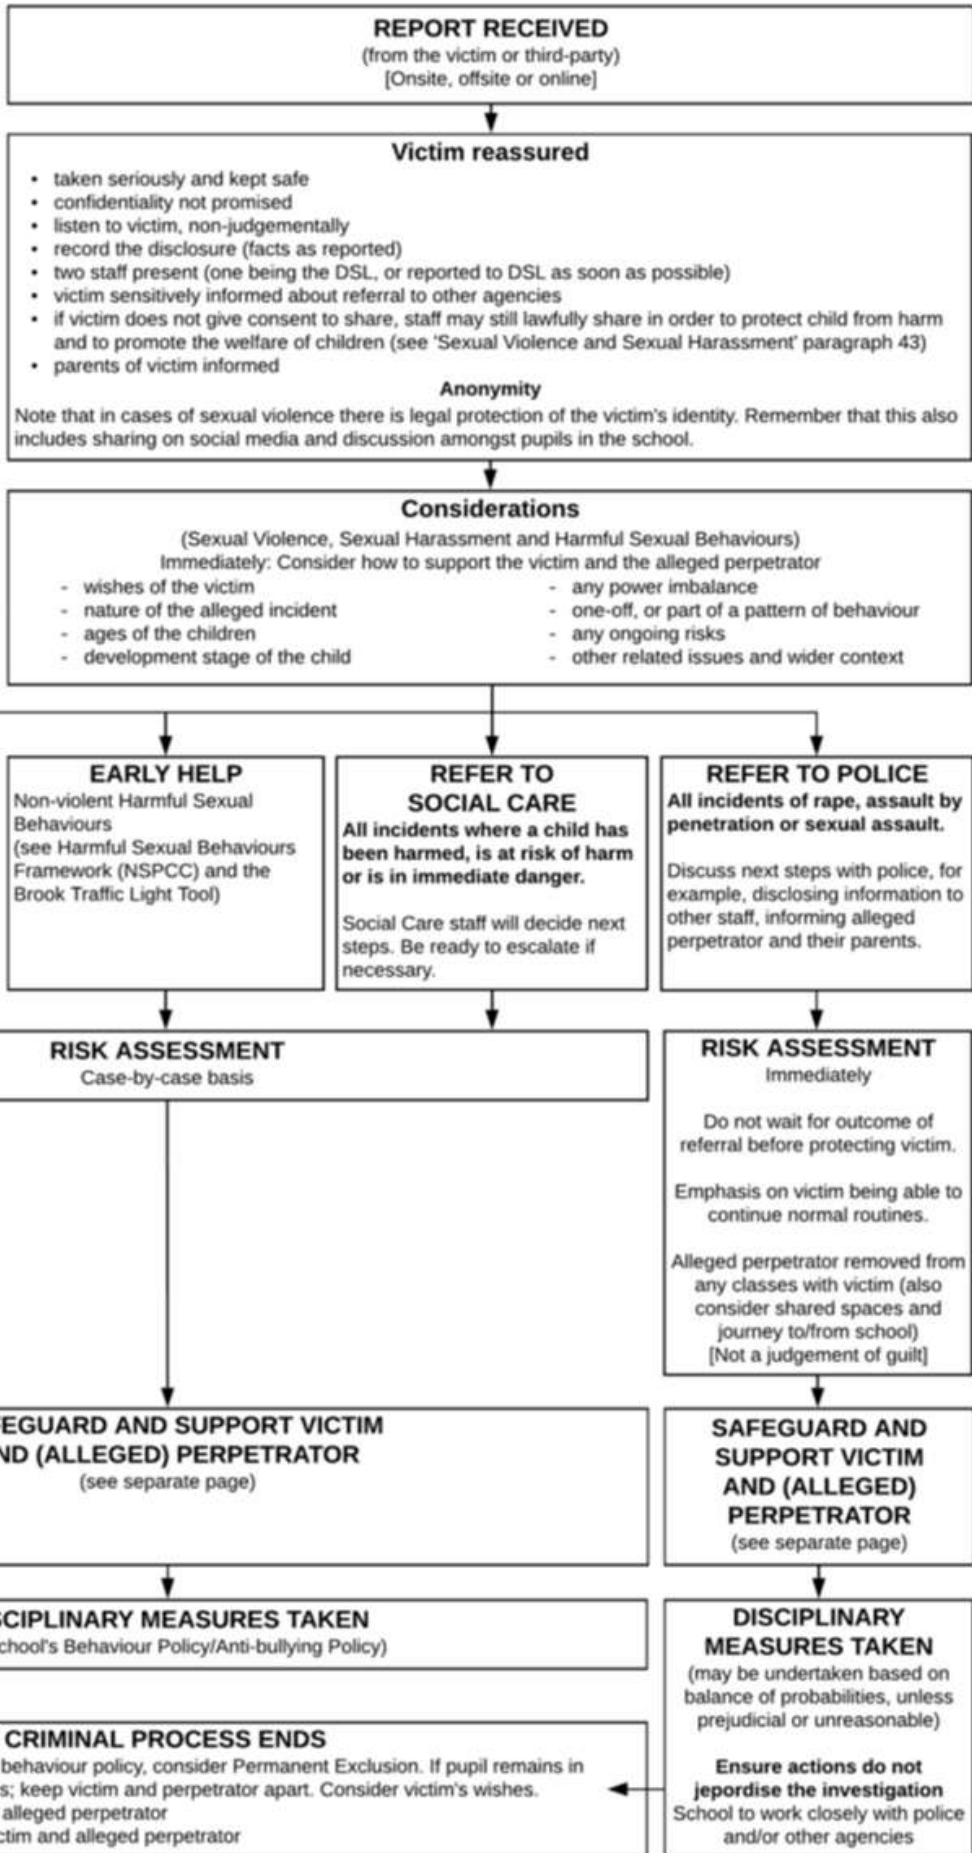 REPORT RECEIVED
(from the victim or third-party)
[Onsite, offsite or online]
Victim reassured
• taken seriously and kept safe
• confidentiality not promised
• listen to victim, non-judgementally
• record the disclosure (facts as reported)
• two staff present (one being the DSL, or reported to DSL as soon as possible)
• victim sensitively informed about referral to other agencies
• if victim does not give consent to share, staff may still lawfully share in order to protect child from harm
and to promote the welfare of children (see 'Sexual Violence and Sexual Harassment' paragraph 43)
• parents of victim informed
Anonymity
Note that in cases of sexual violence there is legal protection of the victim's identity. Remember that this also
includes sharing on social media and discussion amongst pupils in the school.
Considerations
(Sexual Violence, Sexual Harassment and Harmful Sexual Behaviours)
Immediately: Consider how to support the victim and the alleged perpetrator
- wishes of the victim
- nature of the alleged incident
- ages of the children
- development stage of the child
- any power imbalance
- one-off, or part of a pattern of behaviour
- any ongoing risks
- other related issues and wider context
EARLY HELP
Non-violent Harmful Sexual
Behaviours
(see Harmful Sexual Behaviours
Framework (NSPCC) and the
Brook Traffic Light Tool)
REFER TO
SOCIAL CARE
All incidents where a child has
been harmed, is at risk of harm
or is in immediate danger.
Social Care staff will decide next
steps. Be ready to escalate if
necessary.
REFER TO POLICE
All incidents of rape, assault by
penetration or sexual assault.
Discuss next steps with police, for
example, disclosing information to
other staff, informing alleged
perpetrator and their parents.
RISK ASSESSMENT
Case-by-case basis
RISK ASSESSMENT
Immediately
Do not wait for outcome of
referral before protecting victim.
Emphasis on victim being able to
continue normal routines.
Alleged perpetrator removed from
any classes with victim (also
consider shared spaces and
journey to/from school)
[Not a judgement of guilt]
EGUARD AND SUPPORT VICTIM
ND (ALLEGED) PERPETRATOR
(see separate page)
SAFEGUARD AND
SUPPORT VICTIM
AND (ALLEGED)
PERPETRATOR
(see separate page)
CIPLINARY MEASURES TAKEN
chool's Behaviour Policy/Anti-bullying Policy)
DISCIPLINARY
MEASURES TAKEN
(may be undertaken based on
balance of probabilities, unless
prejudicial or unreasonable)
Ensure actions do not
jepordise the investigation
School to work closely with police
and/or other agencies
CRIMINAL PROCESS ENDS
behaviour policy, consider Permanent Exclusion. If pupil remains in
s; keep victim and perpetrator apart. Consider victim's wishes.
alleged perpetrator
ctim and alleged perpetrator